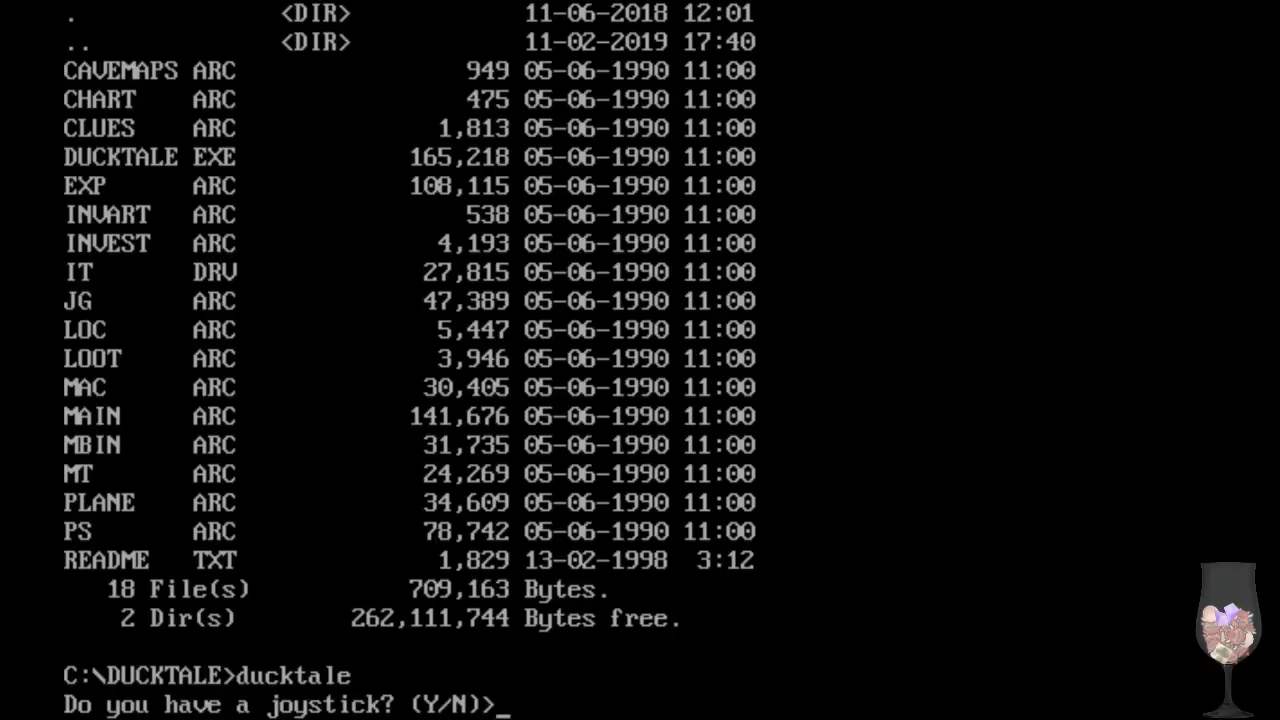 . <DIR> 11-06-2018 12:01
.. <DIR> 11-02-2019 17:40
CAVEMAPS ARC 949 05-06-1990 11:00
CHART ARC 475 05-06-1990 11:00
CLUES ARC 1,813 05-06-1990 11:00
DUCKTALE EXE 165,218 05-06-1990 11:00
EXP ARC 108,115 05-06-1990 11:00
INVART ARC 538 05-06-1990 11:00
INVEST ARC 4,193 05-06-1990 11:00
IT DRV 27,815 05-06-1990 11:00
JG ARC 47,389 05-06-1990 11:00
LOC ARC 5,447 05-06-1990 11:00
LOOT ARC 3,946 05-06-1990 11:00
MAC ARC 30,405 05-06-1990 11:00
MAIN ARC 141,676 05-06-1990 11:00
MBIN ARC 31,735 05-06-1990 11:00
MT ARC 24,269 05-06-1990 11:00
PLANE ARC 34,609 05-06-1990 11:00
PS ARC 78,742 05-06-1990 11:00
README TXT 1,829 13-02-1998 3:12
18 File(s) 709,163 Bytes.
2 Dir(s) 262,111,744 Bytes free.
C:\DUCKTALE>ducktale
Do you have a joystick? (Y/N)>_